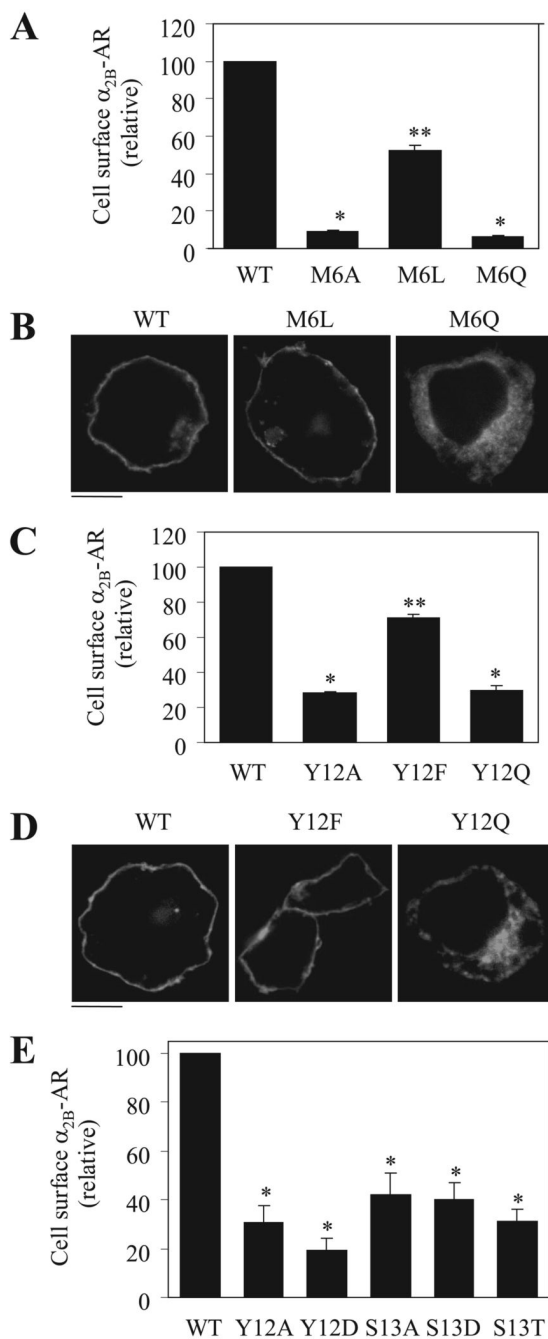 A
Cell surface α2B-AR
(relative)
120
100
80
60
40
20
0
*
**
*
WT M6A M6L M6Q
B
WT M6L M6Q
C
Cell surface α2B-AR
(relative)
120
100
80
60
40
20
0
*
**
*
WT Y12A Y12F Y12Q
D
WT Y12F Y12Q
E
Cell surface α2B-AR
(relative)
100
80
60
40
20
0
* * * * *
WT Y12A Y12D S13A S13D S13T